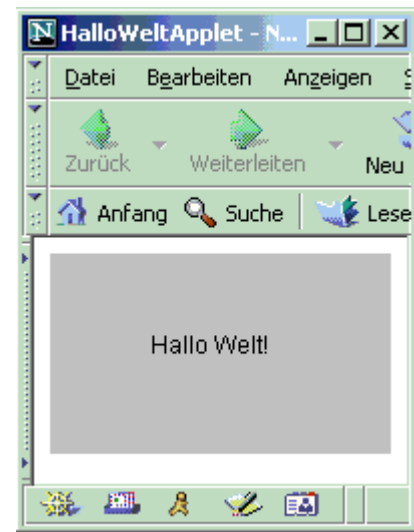 N HalloWeltApplet - N...
Datei Bearbeiten Anzeigen S
Zurück Weiterleiten Neu
Anfang Suche Lese
Hallo Welt!